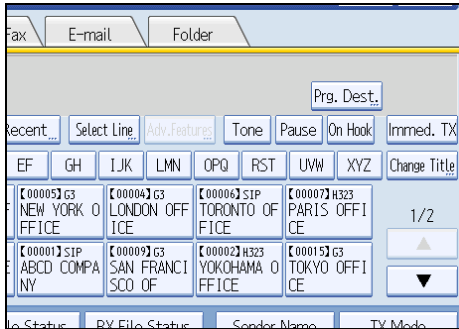 Fax E-mail Folder
Prg. Dest.
Recent Select Line Adv.Features Tone Pause On Hook Immed. TX
EF GH IJK LMN OPQ RST UVW XYZ Change Title
【00005】G3 【00004】G3 【00006】SIP 【00007】H323
NEW YORK O LONDON OFF TORONTO OF PARIS OFFI
FFICE ICE FICE CE
1/2
【00001】SIP 【00009】G3 【00002】H323 【00015】G3
ABCD COMPA SAN FRANCI YOKOHAMA O TOKYO OFFI
NY SCO OF FFICE CE
Status RX File Status Sender Name TX Mode